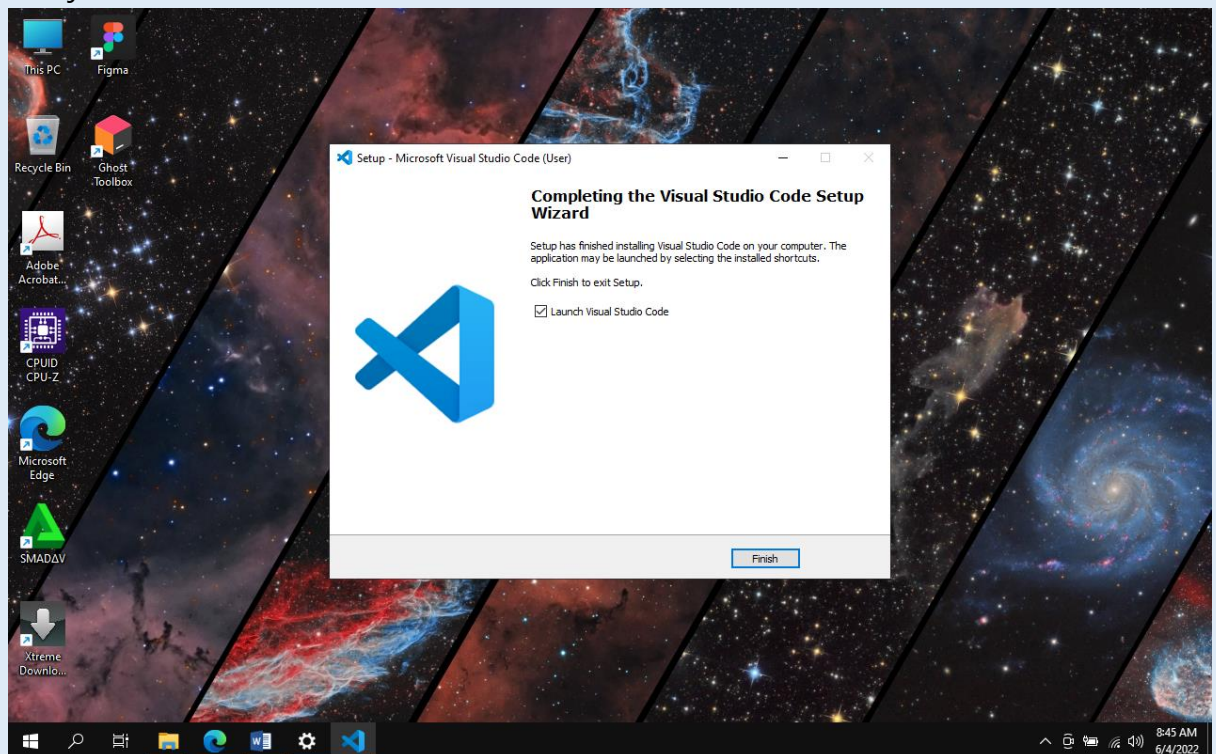 This PC
Figma
Recycle Bin
Ghost
Toolbox
Adobe
Acrobat...
CPUID
CPU-Z
Microsoft
Edge
SMADΔV
Xtreme
Downlo...
Setup - Microsoft Visual Studio Code (User)
Completing the Visual Studio Code Setup
Wizard
Setup has finished installing Visual Studio Code on your computer. The
application may be launched by selecting the installed shortcuts.
Click Finish to exit Setup.
Launch Visual Studio Code
Finish
8:45 AM
6/4/2022